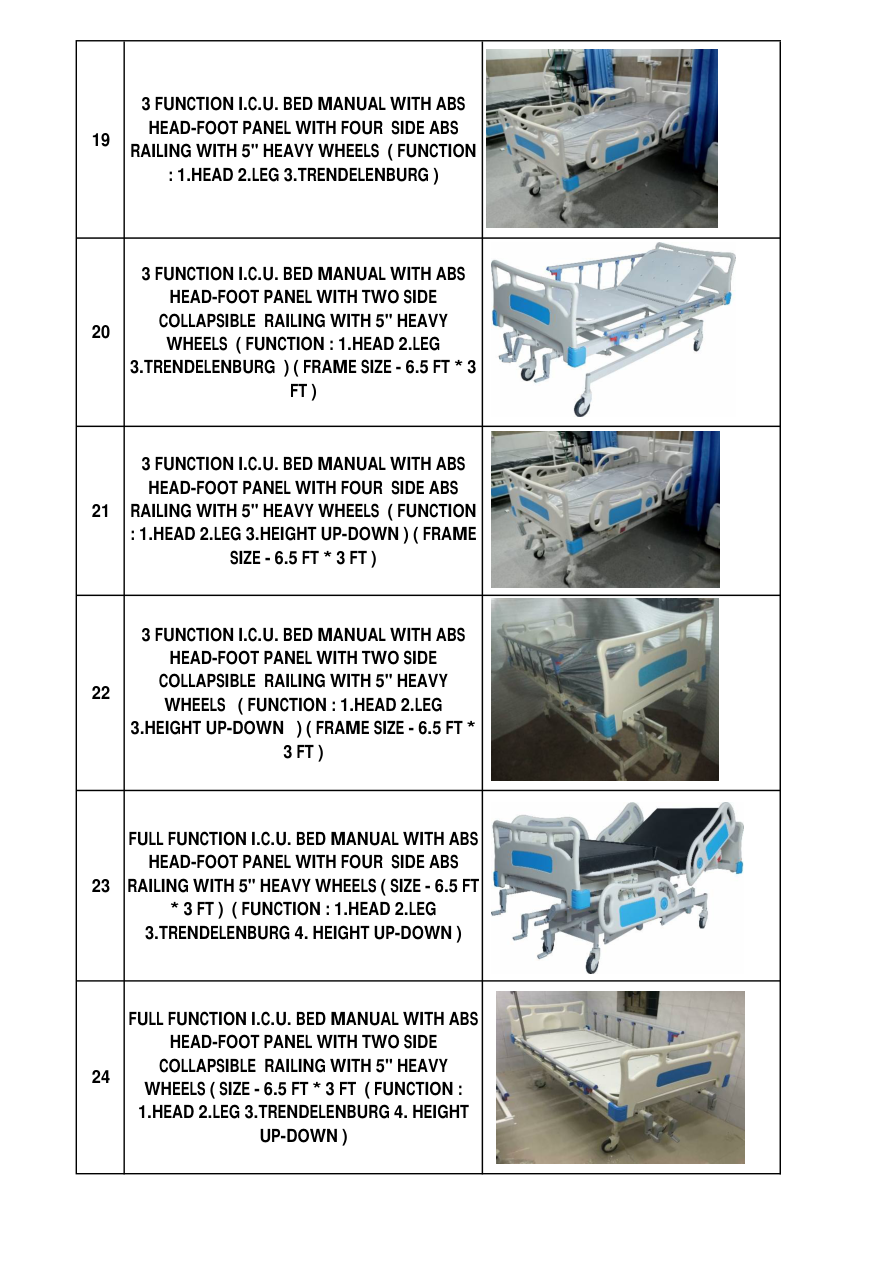 19
3 FUNCTION I.C.U. BED MANUAL WITH ABS
HEAD-FOOT PANEL WITH FOUR SIDE ABS
RAILING WITH 5" HEAVY WHEELS ( FUNCTION
: 1.HEAD 2.LEG 3.TRENDELENBURG )
20
3 FUNCTION I.C.U. BED MANUAL WITH ABS
HEAD-FOOT PANEL WITH TWO SIDE
COLLAPSIBLE RAILING WITH 5" HEAVY
WHEELS ( FUNCTION : 1.HEAD 2.LEG
3.TRENDELENBURG ) ( FRAME SIZE - 6.5 FT * 3
FT )
21
3 FUNCTION I.C.U. BED MANUAL WITH ABS
HEAD-FOOT PANEL WITH FOUR SIDE ABS
RAILING WITH 5" HEAVY WHEELS ( FUNCTION
: 1.HEAD 2.LEG 3.HEIGHT UP-DOWN ) ( FRAME
SIZE - 6.5 FT * 3 FT )
22
3 FUNCTION I.C.U. BED MANUAL WITH ABS
HEAD-FOOT PANEL WITH TWO SIDE
COLLAPSIBLE RAILING WITH 5" HEAVY
WHEELS ( FUNCTION : 1.HEAD 2.LEG
3.HEIGHT UP-DOWN ) ( FRAME SIZE - 6.5 FT *
3 FT )
23
FULL FUNCTION I.C.U. BED MANUAL WITH ABS
HEAD-FOOT PANEL WITH FOUR SIDE ABS
RAILING WITH 5" HEAVY WHEELS ( SIZE - 6.5 FT
* 3 FT ) ( FUNCTION : 1.HEAD 2.LEG
3.TRENDELENBURG 4. HEIGHT UP-DOWN )
24
FULL FUNCTION I.C.U. BED MANUAL WITH ABS
HEAD-FOOT PANEL WITH TWO SIDE
COLLAPSIBLE RAILING WITH 5" HEAVY
WHEELS ( SIZE - 6.5 FT * 3 FT ( FUNCTION :
1.HEAD 2.LEG 3.TRENDELENBURG 4. HEIGHT
UP-DOWN )